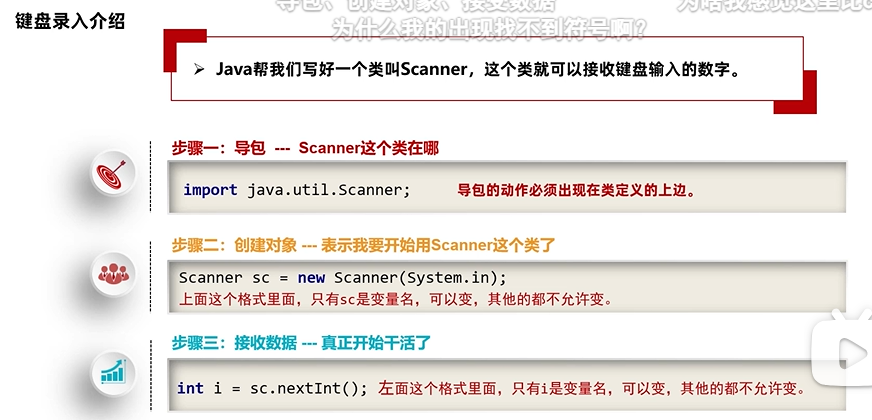 导包、创建对象、接受数据
为什么我的出现找不到符号啊?
键盘录入介绍
➢ Java帮我们写好一个类叫Scanner，这个类就可以接收键盘输入的数字。
步骤一：导包 --- Scanner这个类在哪
import java.util.Scanner; 导包的动作必须出现在类定义的上边。
步骤二：创建对象 --- 表示我要开始用Scanner这个类了
Scanner sc = new Scanner(System.in);
上面这个格式里面，只有sc是变量名，可以变，其他的都不允许变。
步骤三：接收数据 --- 真正开始干活了
int i = sc.nextInt(); 左面这个格式里面，只有i是变量名，可以变，其他的都不允许变。